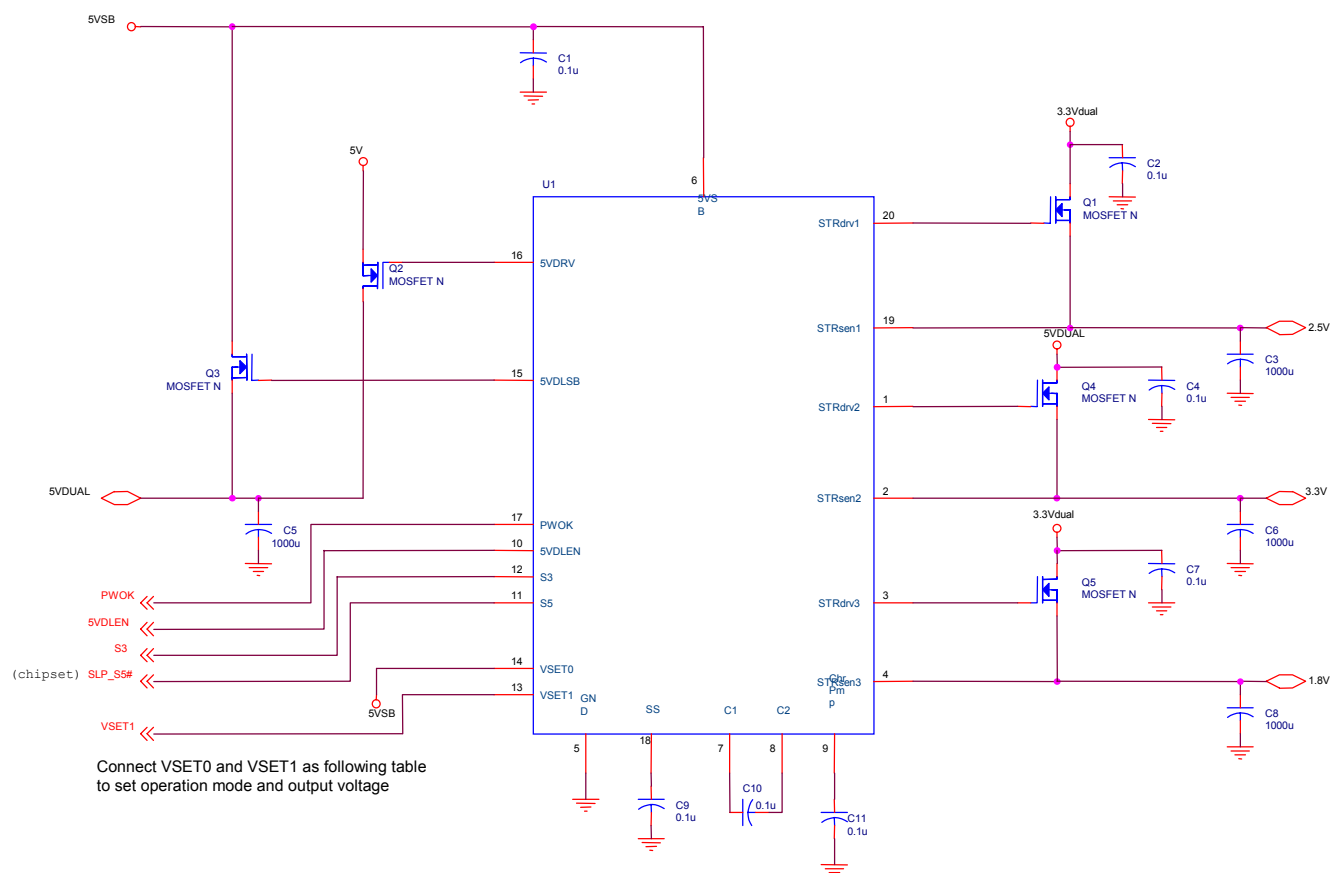 5VSB
C1
0.1u
3.3Vdual
C2
0.1u
5V
U1
6
5VS
B
Q1
MOSFET N
STRdrv1
20
16
5VDRV
Q2
MOSFET N
STRsen1
19
2.5V
5VDUAL
C3
1000u
Q3
MOSFET N
15
5VDLSB
Q4
MOSFET N
C4
0.1u
STRdrv2
1
5VDUAL
STRsen2
2
3.3V
3.3Vdual
C5
1000u
17
PWOK
C6
1000u
10
5VDLEN
12
S3
C7
0.1u
Q5
MOSFET N
11
S5
STRdrv3
3
PWOK
5VDLEN
S3
(chipset) SLP_S5#
14
VSET0
13
VSET1
5VSB
STRsen3
4
1.8V
Chr
Pm
p
GN
D
SS
C1
C2
C8
1000u
VSET1
5
18
7
8
9
Connect VSET0 and VSET1 as following table
to set operation mode and output voltage
C9
0.1u
C10
0.1u
C11
0.1u